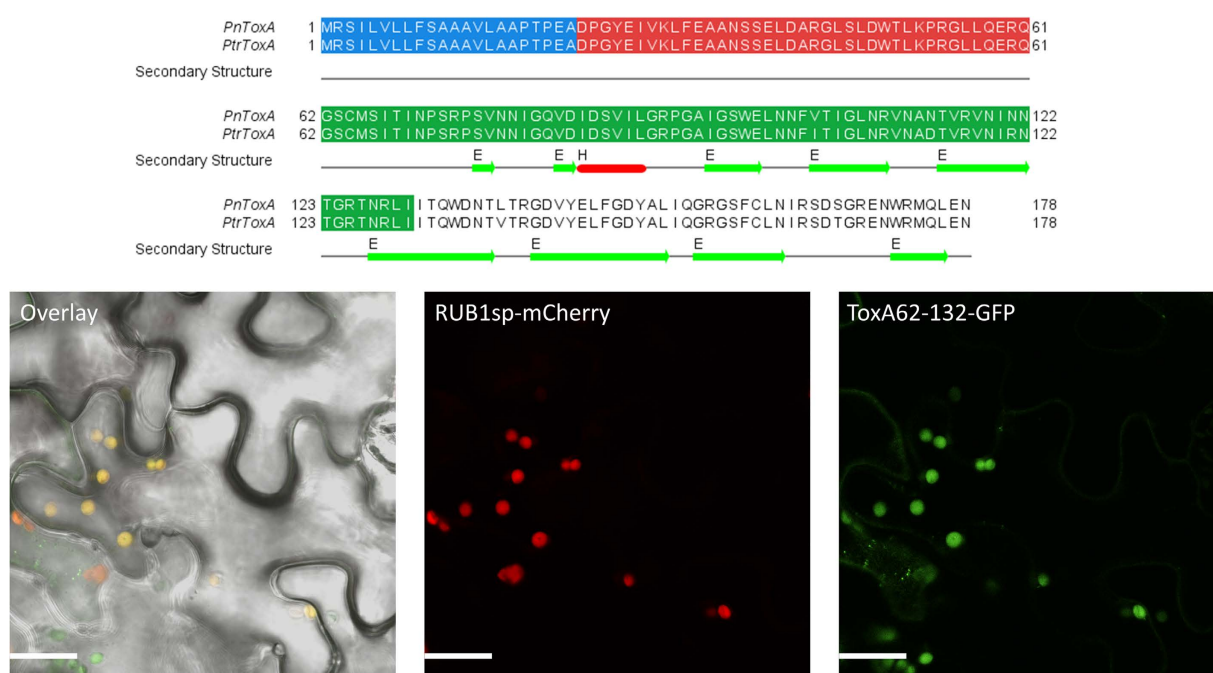 PnToxA 1 MRSILVLLFSAAAVLAAPTPEADPGYEIVKLFEAANSSELDARGLSLDWTLKPRGLLQERQ 61
PtrToxA 1 MRSILVLLFSAAAVLAAPTPEADPGYEIVKLFEAANSSELDARGLSLDWTLKPRGLLQERQ 61
Secondary Structure
PnToxA 62 GSCMSITINPSRPSVNNIGQVDIDSVILGRPGAIGSWELNNFVTIGLNRVNANTVRVNINN 122
PtrToxA 62 GSCMSITINPSRPSVNNIGQVDIDSVILGRPGAIGSWELNNFITIGLNRVNADTVRVNIRN 122
E E H E E E
Secondary Structure
PnToxA 123 TGRTNRLIITQWDNTLTRGDVYELFGDYALIQGRGSFCLNIRSDSGRENWRMQLEN 178
PtrToxA 123 TGRTNRLIITQWDNTVTRGDVYELFGDYALIQGRGSFCLNIRSDTGRENWRMQLEN 178
E E E E
Secondary Structure
Overlay
RUB1sp-mCherry
ToxA62-132-GFP